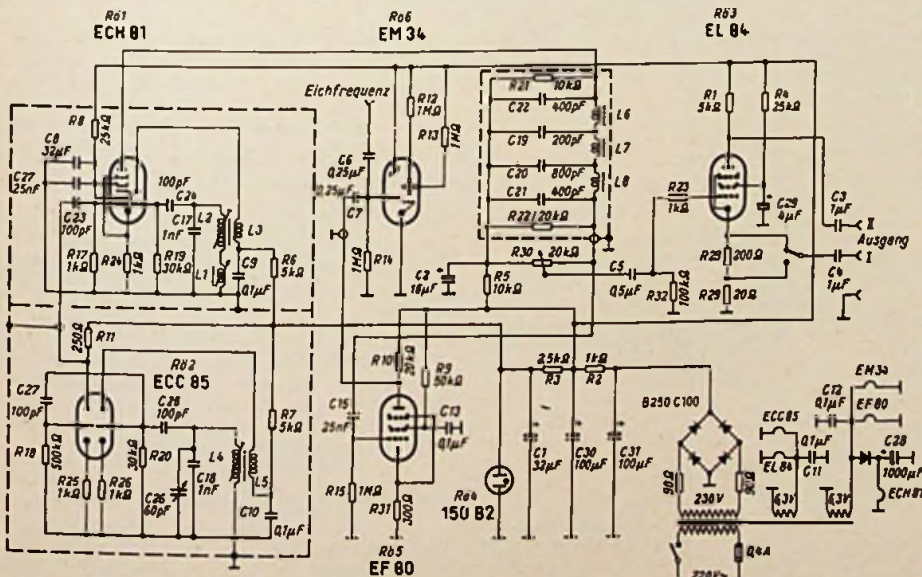 Rö1
ECH 81
Rö6
EM 34
Rö3
EL 84
Eichfrequenz
R8
25kΩ
C8
32µF
C27
25nF
C23
100pF
R17
1kΩ
R24
1kΩ
R19
30kΩ
100pF
C24
C17
1nF
L2
L1
L3
C9
0,1µF
R6
5kΩ
C6
0,25µF
0,25µF
C7
R12
1MΩ
R13
1MΩ
1MΩ
R14
R21
10kΩ
C22
400pF
L6
C19
200pF
L7
C20
800pF
L8
C21
400pF
R22
20kΩ
R30
20kΩ
C2
16µF
R5
10kΩ
C5
0,5µF
R1
5kΩ
R4
25kΩ
R23
1kΩ
C29
4µF
C3
1µF
II
Ausgang
I
C4
1µF
R29
200Ω
R29
20Ω
R32
100kΩ
250Ω
R11
Rö2
ECC 85
C27
100pF
C28
100pF
R18
500Ω
R20
30kΩ
R25
1kΩ
R26
1kΩ
C26
60pF
C18
1nF
L4
L5
C10
0,1µF
R7
5kΩ
C15
25nF
R15
1MΩ
R10
20kΩ
R9
50kΩ
C13
0,1µF
R31
300Ω
Rö5
EF 80
Rö4
150 B2
2,5kΩ
R3
1kΩ
R2
C1
32µF
C30
100µF
C31
100µF
B250 C100
90Ω
90Ω
230V
ECC85
EL84
0,1µF
C11
6,3V
6,3V
C12
0,1µF
EM34
EF80
C28
1000µF
ECH81
0,4A
220V~